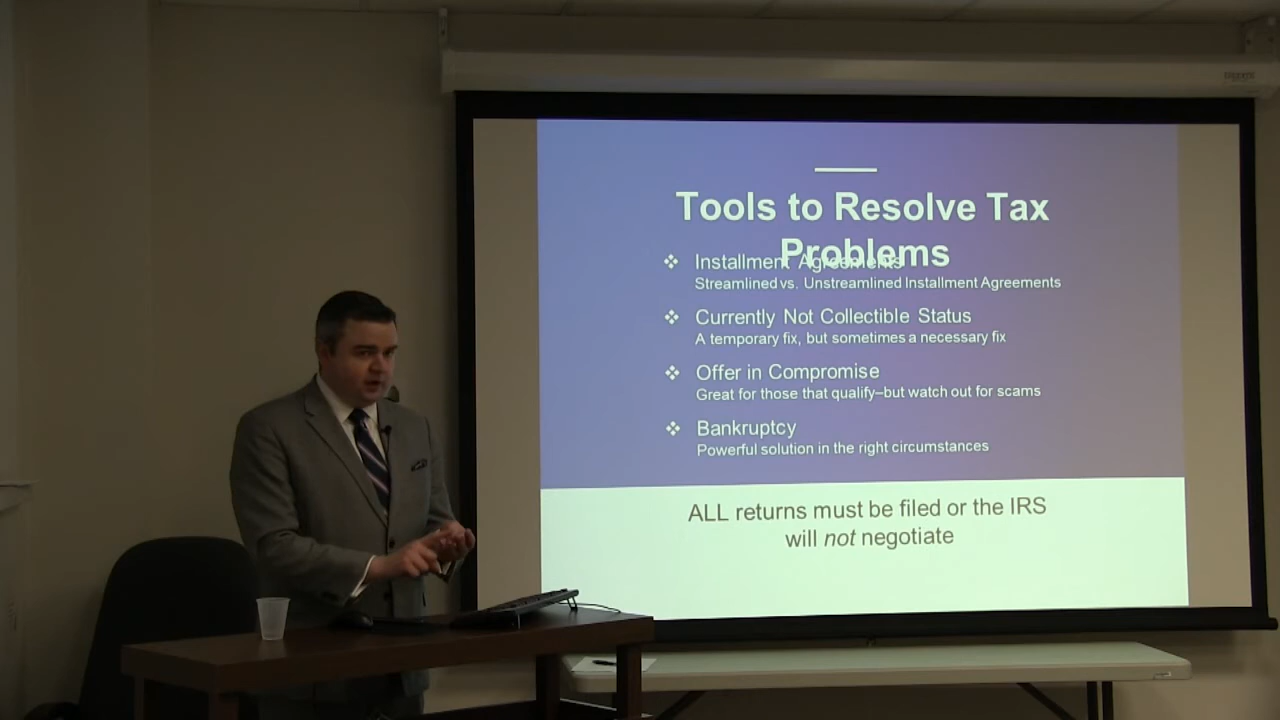 Tools to Resolve Tax
Problems
❖ Installment Agreements
Streamlined vs. Unstreamlined Installment Agreements
❖ Currently Not Collectible Status
A temporary fix, but sometimes a necessary fix
❖ Offer in Compromise
Great for those that qualify–but watch out for scams
❖ Bankruptcy
Powerful solution in the right circumstances
ALL returns must be filed or the IRS
will not negotiate